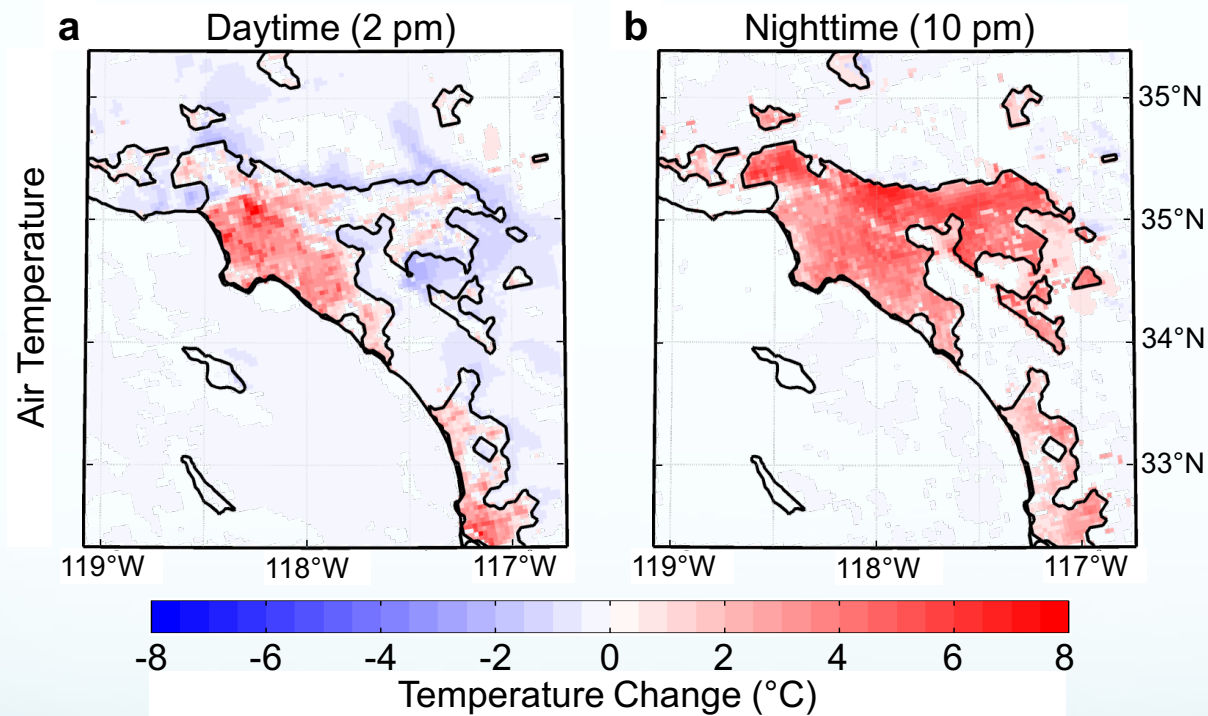 a Daytime (2 pm)
b Nighttime (10 pm)
Air Temperature
35°N
35°N
34°N
33°N
119°W 118°W 117°W
119°W 118°W 117°W
-8 -6 -4 -2 0 2 4 6 8
Temperature Change (°C)